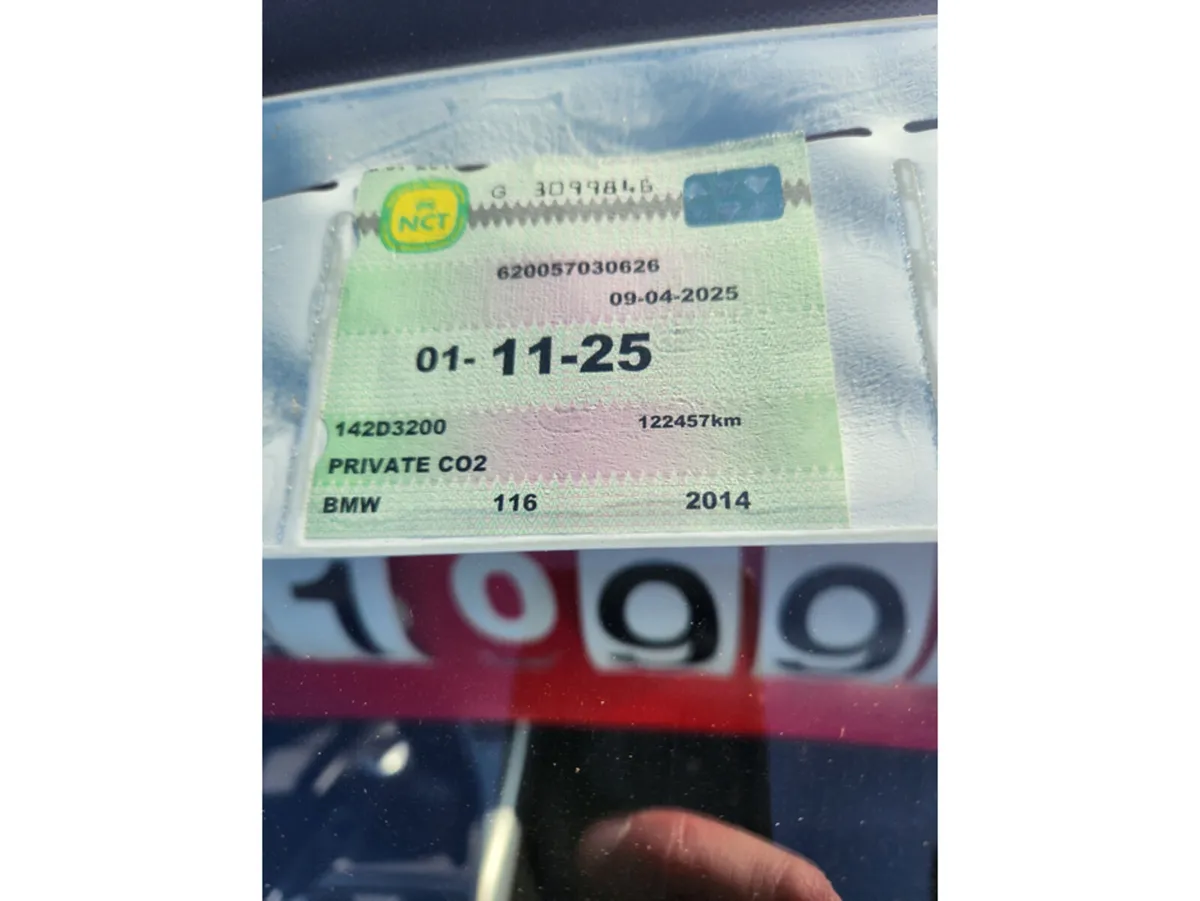 G 3099846
NCT
620057030626
09-04-2025
01- 11-25
142D3200 122457km
PRIVATE CO2
BMW 116 2014
1099